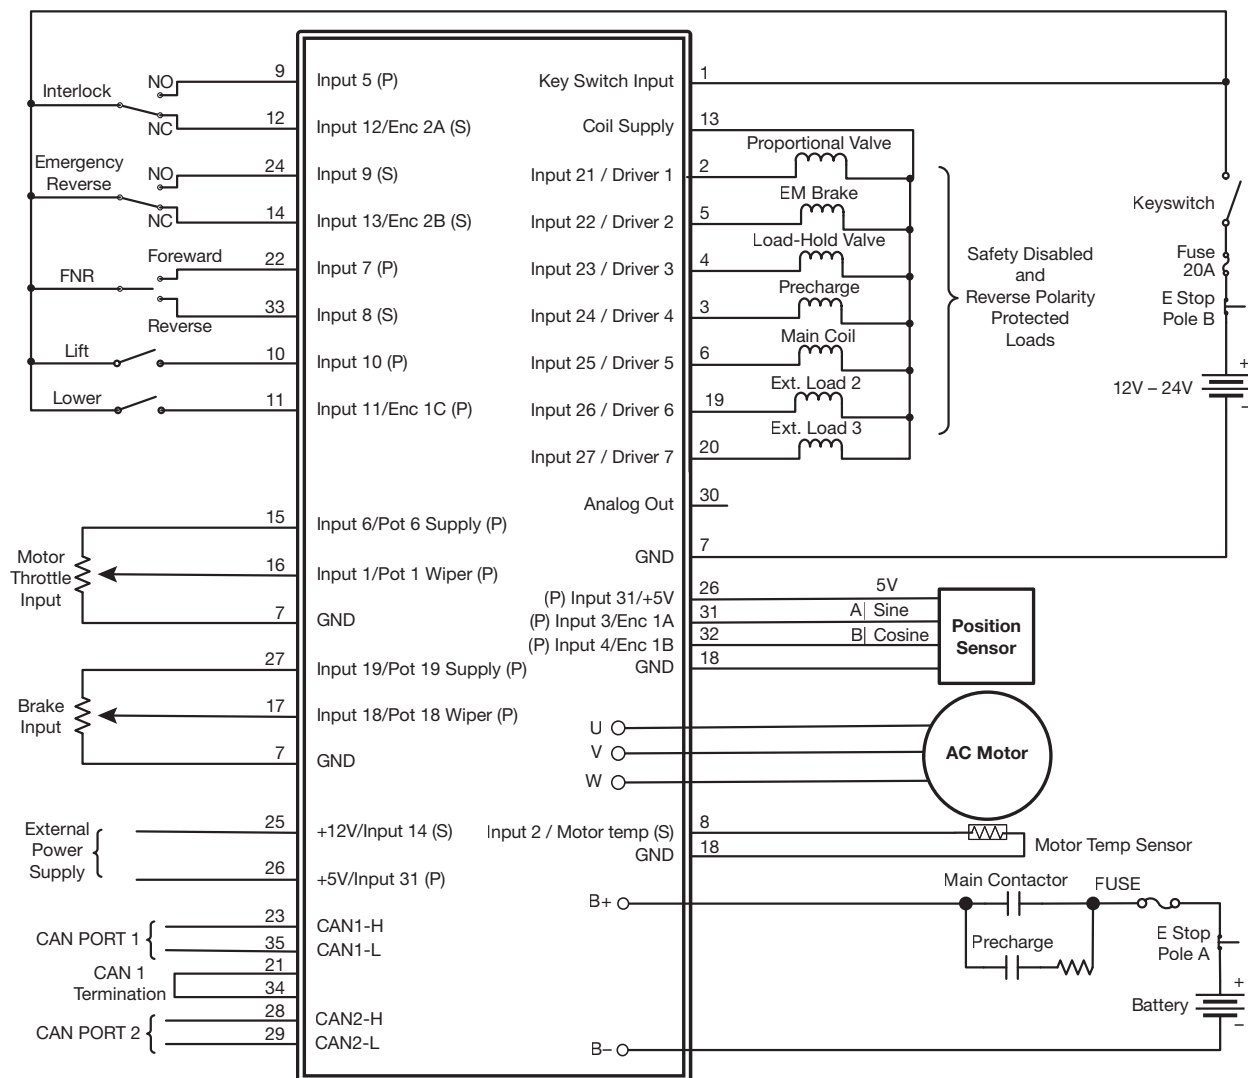 9
Input 5 (P)
Interlock
NO
NC
12
Input 12/Enc 2A (S)
Emergency
Reverse
NO
NC
24
Input 9 (S)
14
Input 13/Enc 2B (S)
FNR
Foreward
Reverse
22
Input 7 (P)
33
Input 8 (S)
Lift
10
Input 10 (P)
Lower
11
Input 11/Enc 1C (P)
Motor
Throttle
Input
15
Input 6/Pot 6 Supply (P)
16
Input 1/Pot 1 Wiper (P)
7
GND
Brake
Input
27
Input 19/Pot 19 Supply (P)
17
Input 18/Pot 18 Wiper (P)
7
GND
External
Power
Supply
25
+12V/Input 14 (S)
26
+5V/Input 31 (P)
CAN PORT 1
23
CAN1-H
35
CAN1-L
CAN 1
Termination
21
34
CAN PORT 2
28
CAN2-H
29
CAN2-L
Key Switch Input
1
Coil Supply
13
Proportional Valve
Input 21 / Driver 1
2
EM Brake
Input 22 / Driver 2
5
Load-Hold Valve
Input 23 / Driver 3
4
Precharge
Input 24 / Driver 4
3
Main Coil
Input 25 / Driver 5
6
Ext. Load 2
Input 26 / Driver 6
19
Ext. Load 3
Input 27 / Driver 7
20
Safety Disabled
and
Reverse Polarity
Protected
Loads
Keyswitch
Fuse
20A
E Stop
Pole B
12V – 24V
+
–
Analog Out
30
GND
7
(P) Input 31/+5V
26
5V
(P) Input 3/Enc 1A
31
A| Sine
(P) Input 4/Enc 1B
32
B| Cosine
GND
18
Position
Sensor
U
V
W
AC Motor
Input 2 / Motor temp (S)
8
GND
18
Motor Temp Sensor
B+
Main Contactor
FUSE
Precharge
E Stop
Pole A
Battery
+
–
B–